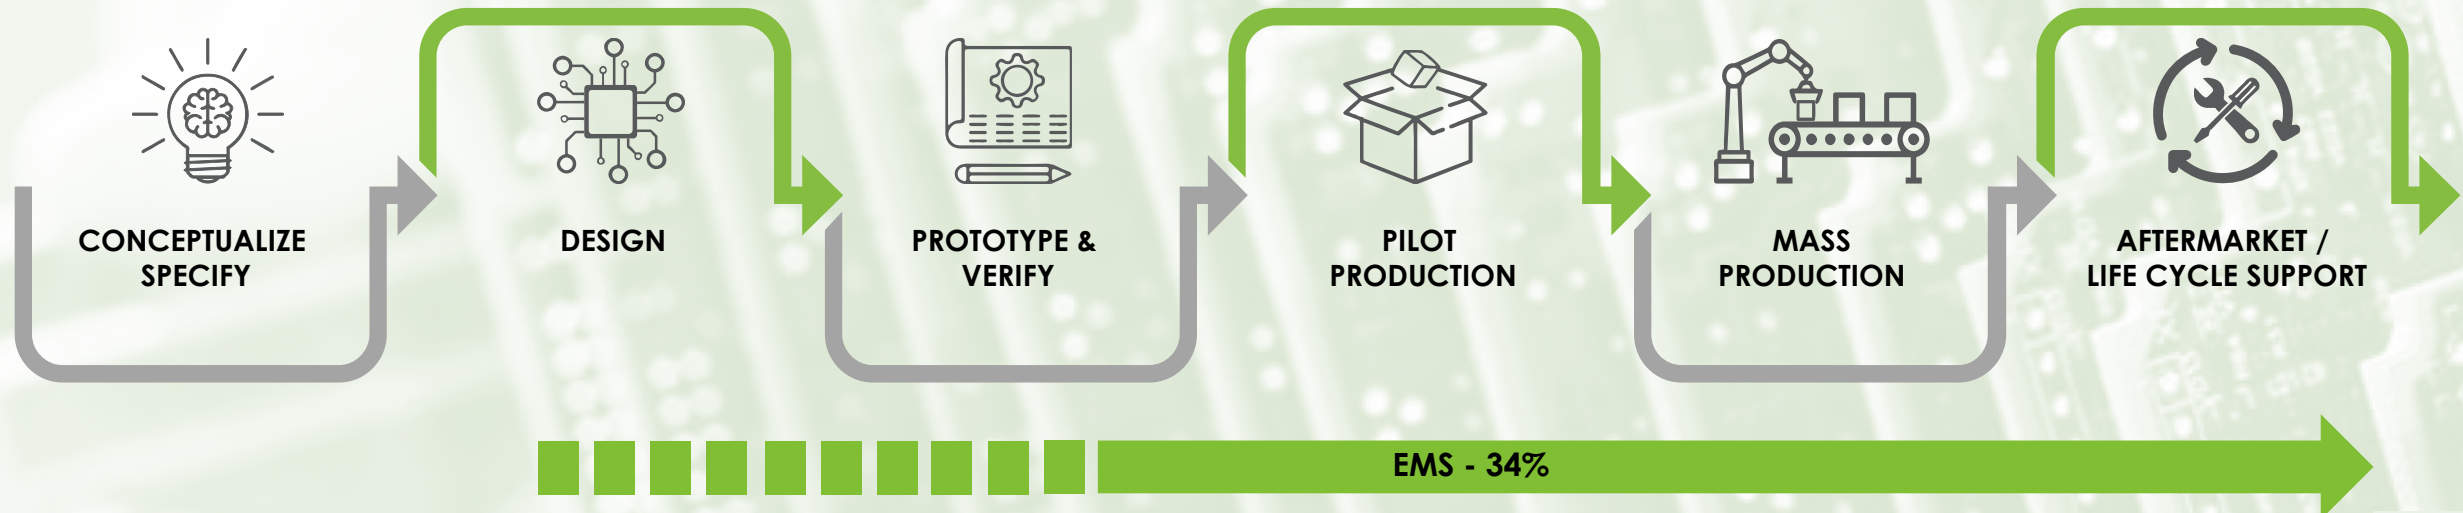 CONCEPTUALIZE
SPECIFY
DESIGN
PROTOTYPE &
VERIFY
PILOT
PRODUCTION
MASS
PRODUCTION
AFTERMARKET /
LIFE CYCLE SUPPORT
EMS - 34%